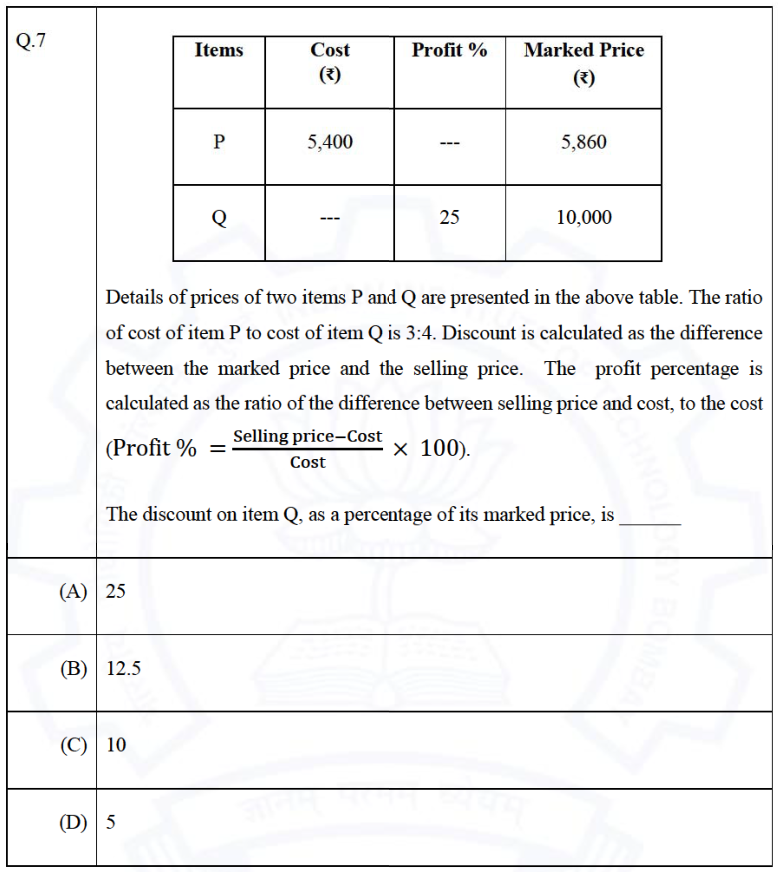 Q.7
Items Cost (₹) Profit % Marked Price (₹)
P 5,400 --- 5,860
Q --- 25 10,000
Details of prices of two items P and Q are presented in the above table. The ratio
of cost of item P to cost of item Q is 3:4. Discount is calculated as the difference
between the marked price and the selling price. The profit percentage is
calculated as the ratio of the difference between selling price and cost, to the cost
(Profit % = Selling price−Cost / Cost × 100).
The discount on item Q, as a percentage of its marked price, is ______
(A) 25
(B) 12.5
(C) 10
(D) 5
ज्ञानम् परमम् ध्येयम्